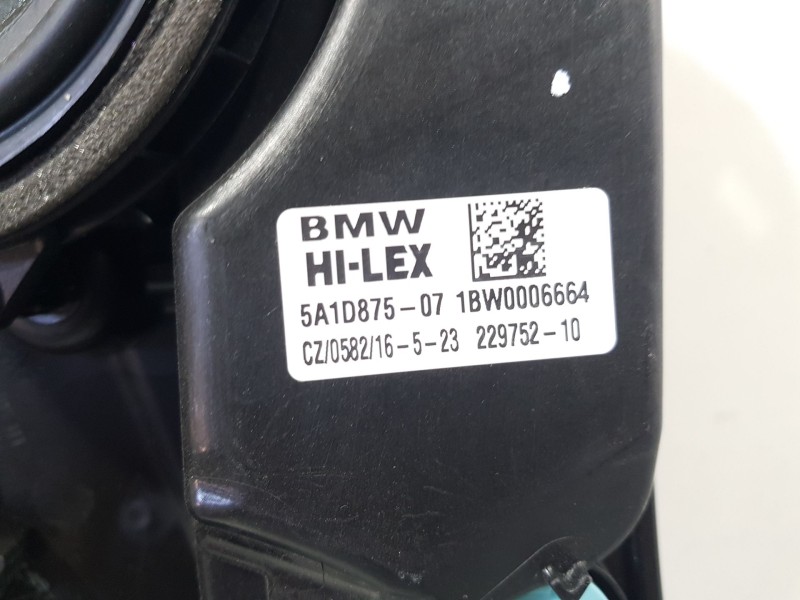 BMW
HI-LEX
5A1D875-07 1BW0006664
CZ/0582/16-5-23 229752-10